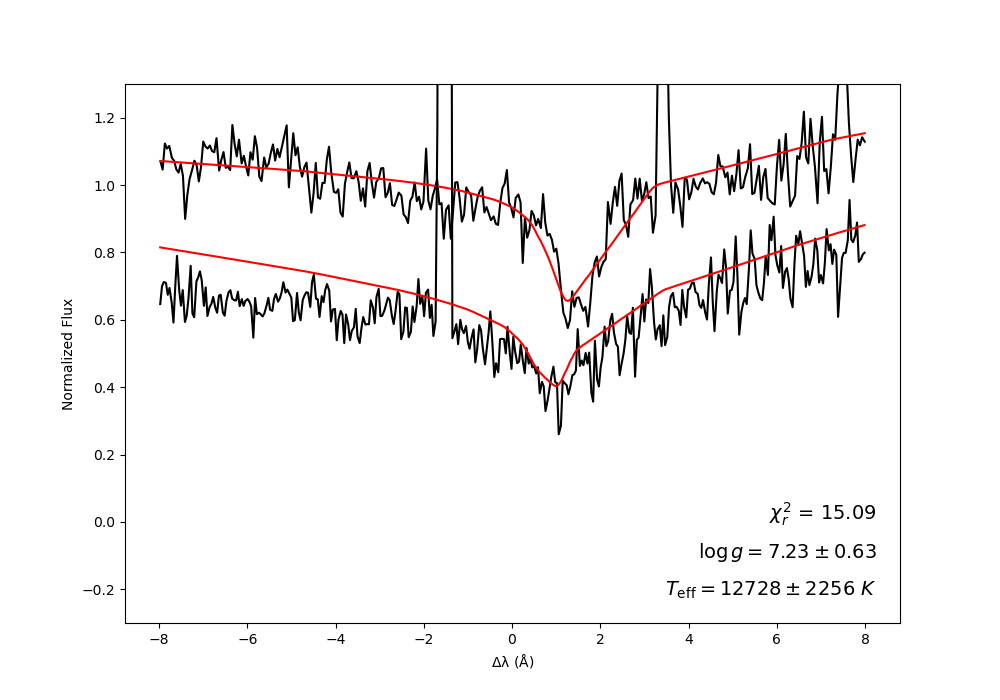 1.2
1.0
0.8
0.6
0.4
0.2
0.0
−0.2
Normalized Flux
χ²ᵣ = 15.09
log g = 7.23 ± 0.63
T_eff = 12728 ± 2256 K
−8 −6 −4 −2 0 2 4 6 8
Δλ (Å)